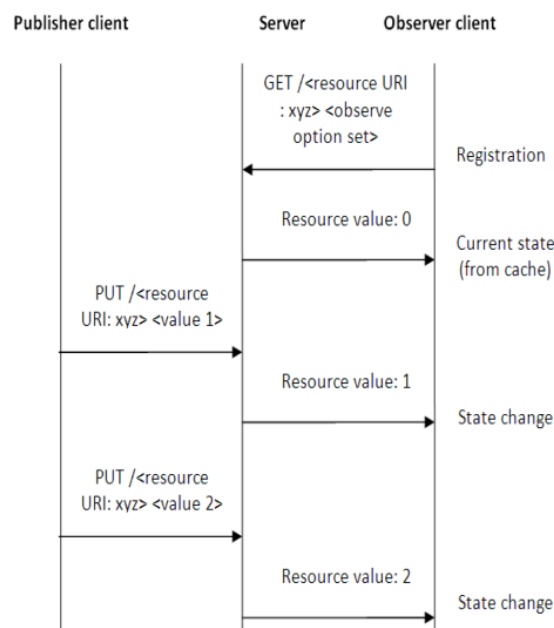 Publisher client
Server
Observer client
GET /<resource URI
: xyz> <observe
option set>
Registration
Resource value: 0
Current state
(from cache)
PUT /<resource
URI: xyz> <value 1>
Resource value: 1
State change
PUT /<resource
URI: xyz> <value 2>
Resource value: 2
State change